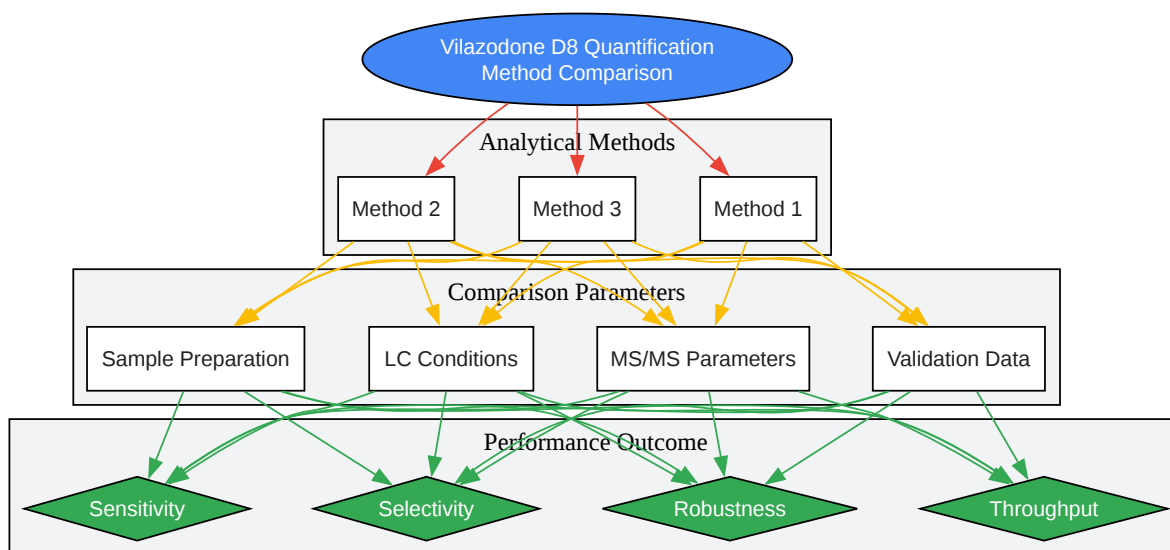 Vilazodone D8 Quantification
Method Comparison
Analytical Methods
Method 2
Method 3
Method 1
Comparison Parameters
Sample Preparation
LC Conditions
MS/MS Parameters
Validation Data
Performance Outcome
Sensitivity
Selectivity
Robustness
Throughput